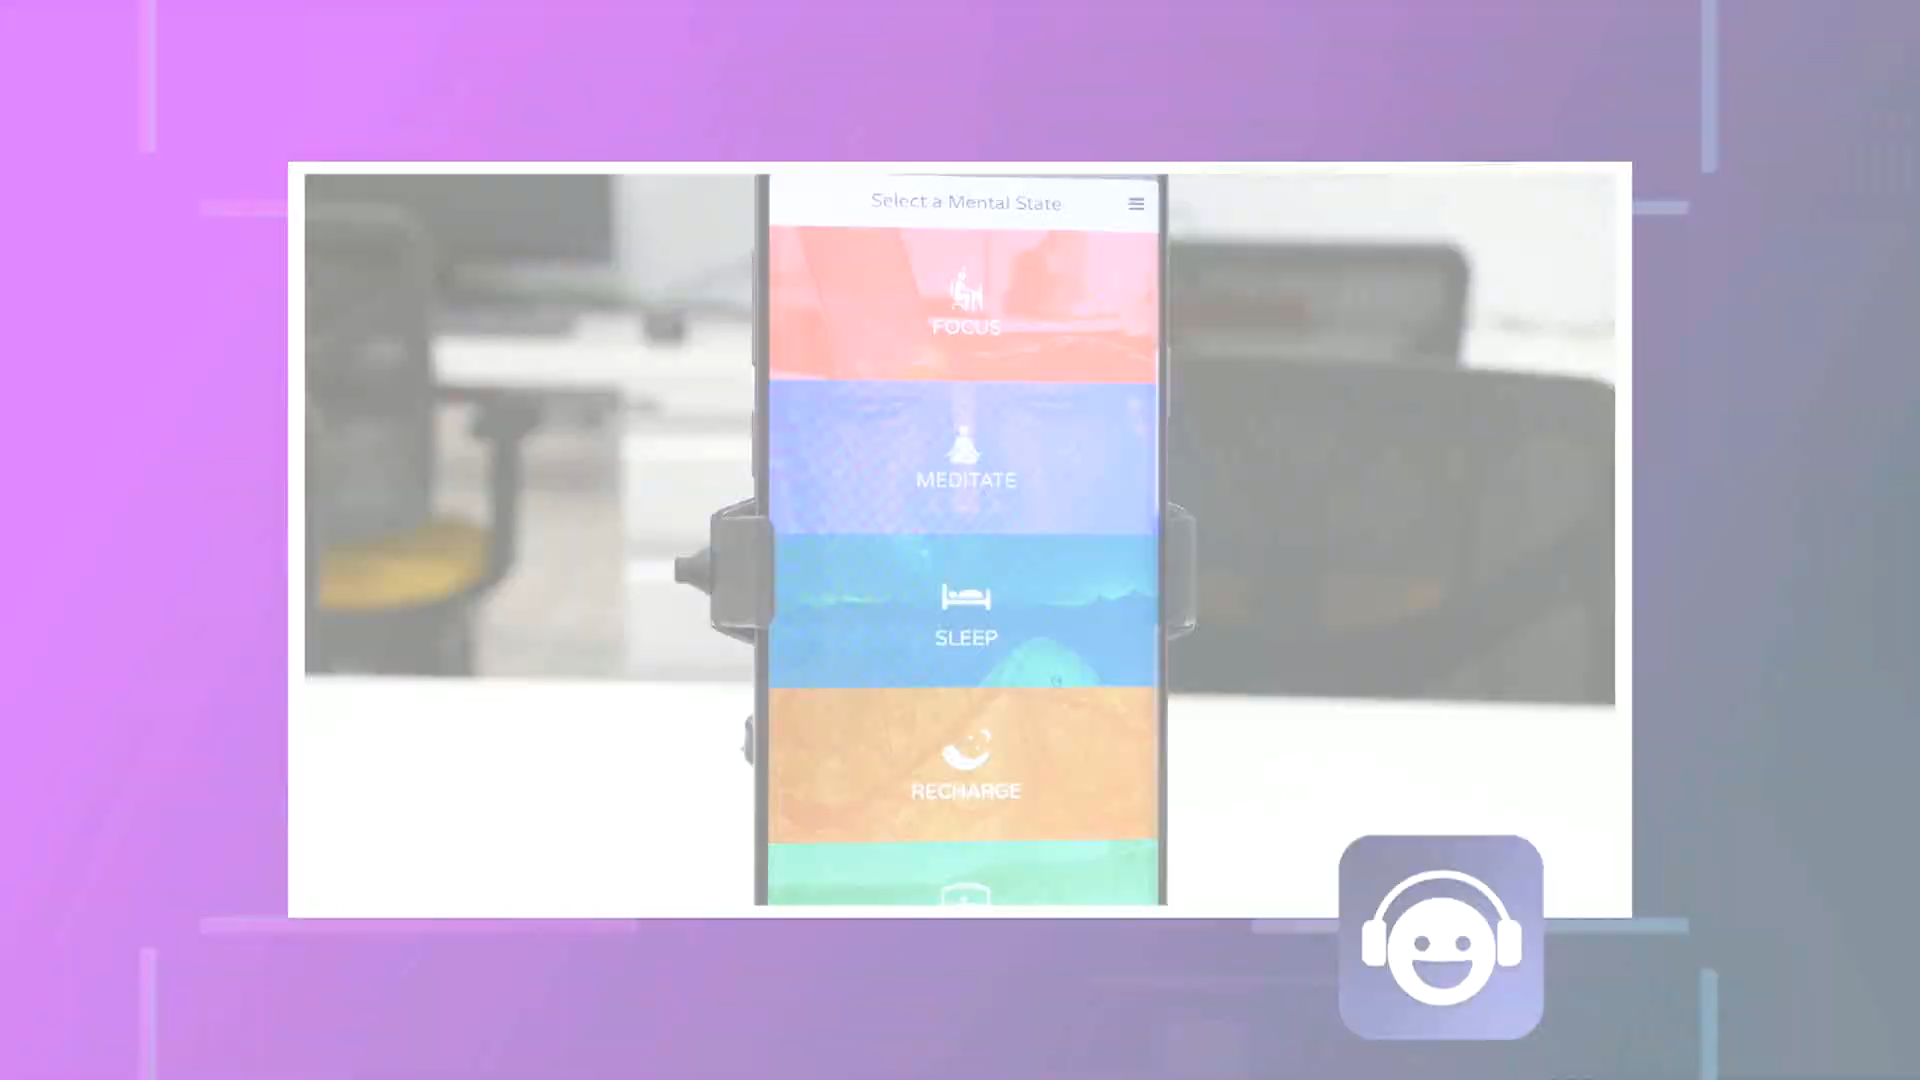 Select a Mental State
FOCUS
MEDITATE
SLEEP
RECHARGE